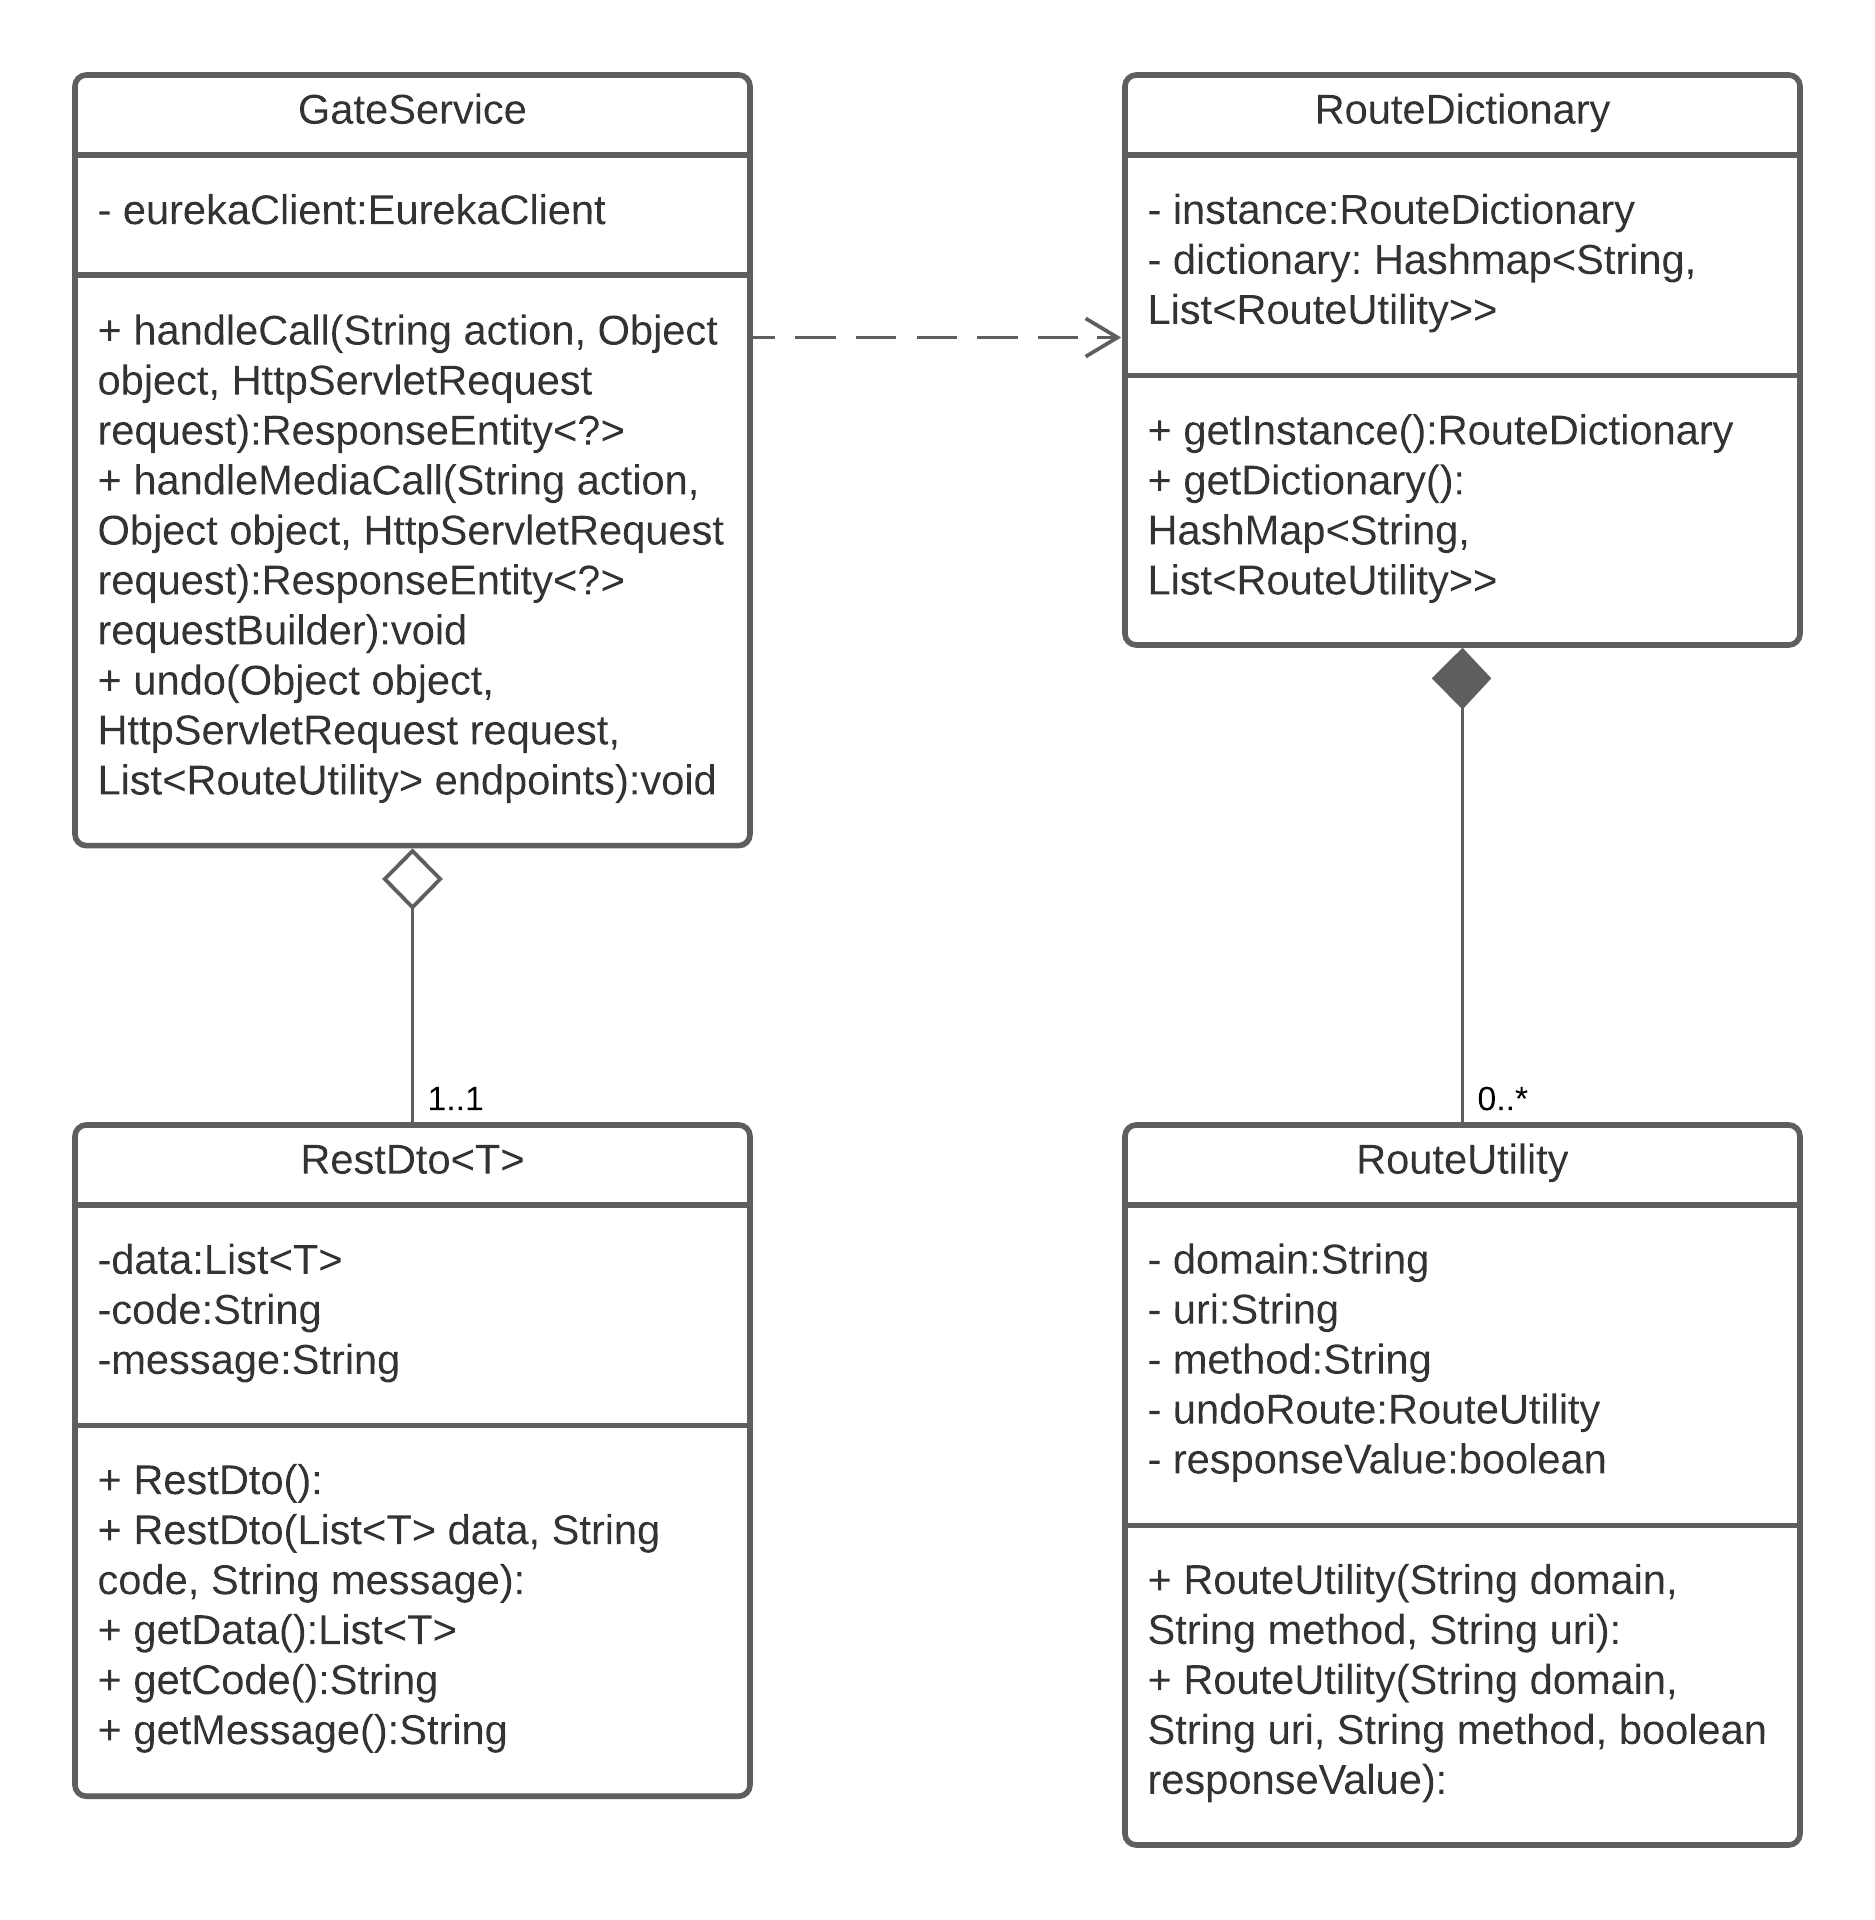 GateService
- eurekaClient:EurekaClient
+ handleCall(String action, Object
object, HttpServletRequest
request):ResponseEntity<?>
+ handleMediaCall(String action,
Object object, HttpServletRequest
request):ResponseEntity<?>
requestBuilder):void
+ undo(Object object,
HttpServletRequest request,
List<RouteUtility> endpoints):void
RouteDictionary
- instance:RouteDictionary
- dictionary: Hashmap<String,
List<RouteUtility>>
+ getInstance():RouteDictionary
+ getDictionary():
HashMap<String,
List<RouteUtility>>
1..1
RestDto<T>
-data:List<T>
-code:String
-message:String
+ RestDto():
+ RestDto(List<T> data, String
code, String message):
+ getData():List<T>
+ getCode():String
+ getMessage():String
0..*
RouteUtility
- domain:String
- uri:String
- method:String
- undoRoute:RouteUtility
- responseValue:boolean
+ RouteUtility(String domain,
String method, String uri):
+ RouteUtility(String domain,
String uri, String method, boolean
responseValue):